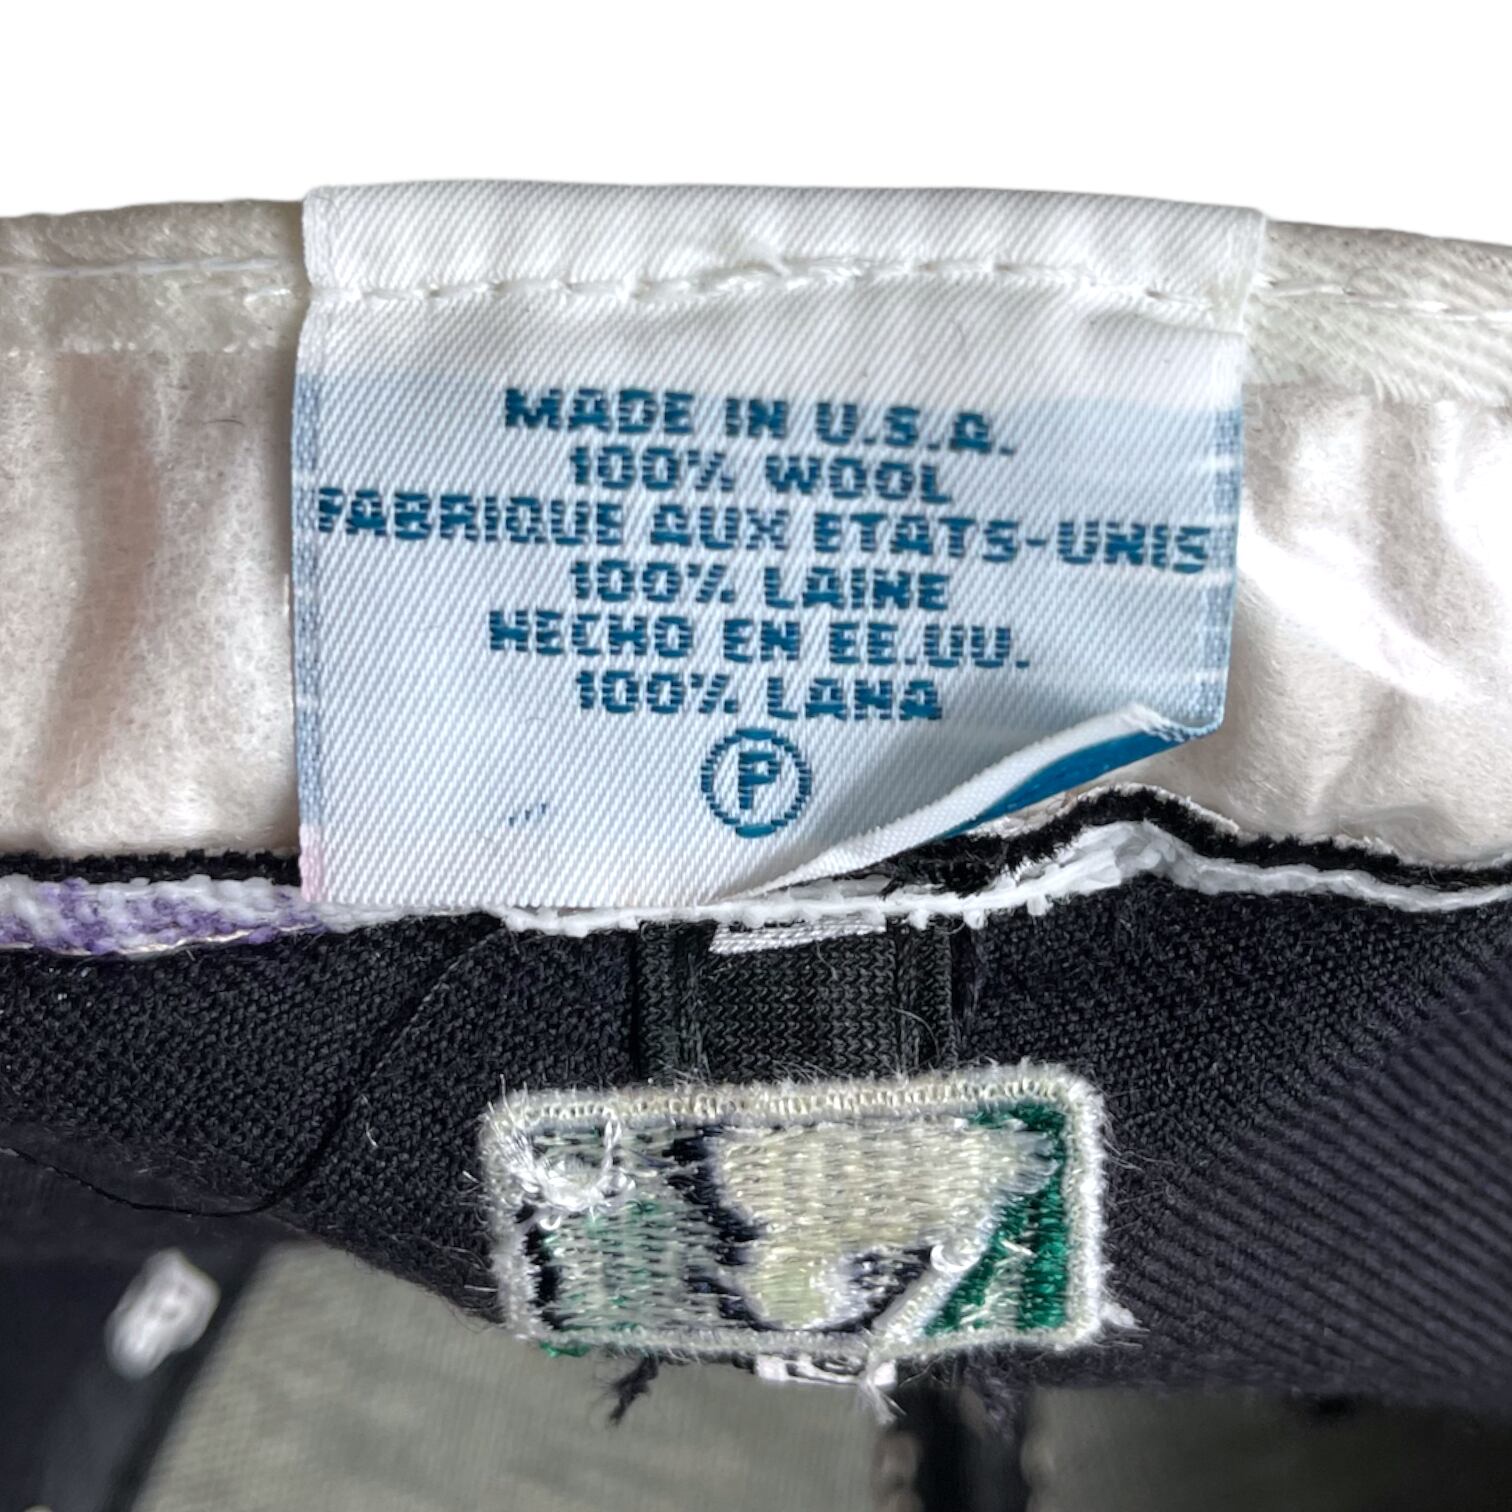 MADE IN U.S.A.
100% WOOL
FABRIQUE AUX ETATS-UNIS
100% LAINE
HECHO EN EE.UU.
100% LANA
P